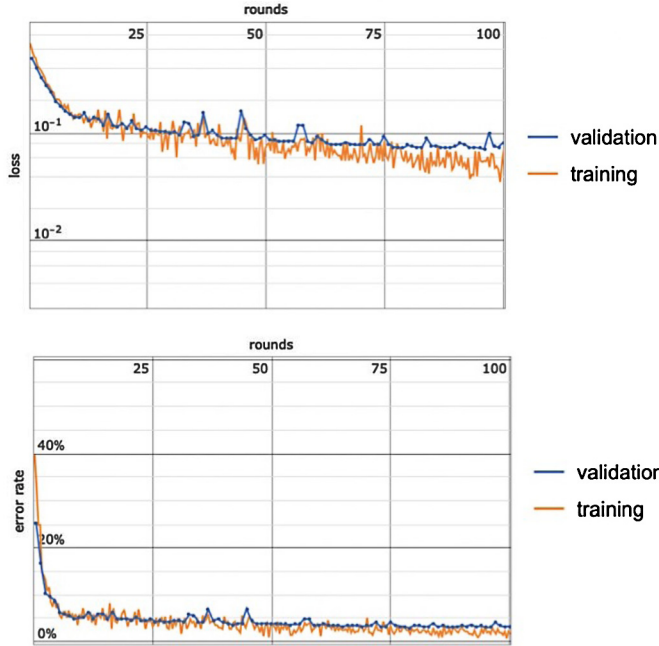 rounds
25 50 75 100
10-1
10-2
loss
validation
training
rounds
25 50 75 100
40%
20%
0%
error rate
validation
training